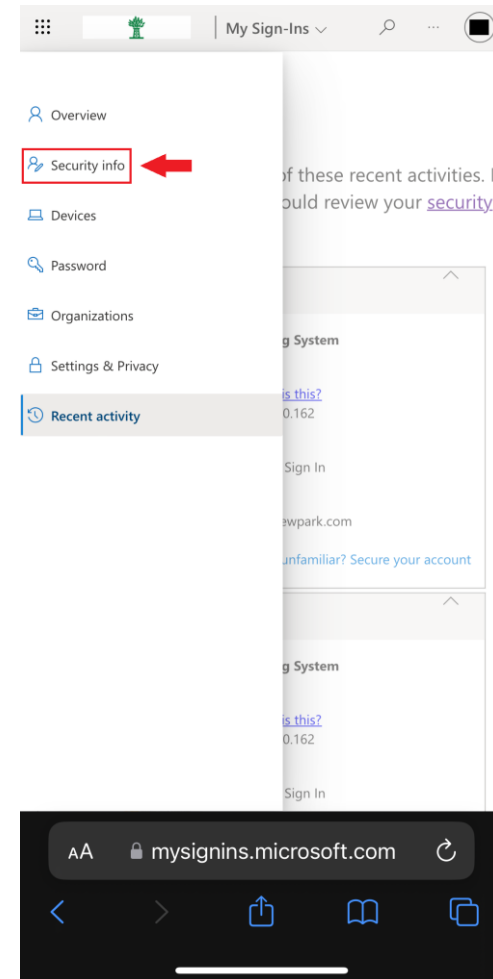 My Sign-Ins
Overview
Security info
Devices
Password
Organizations
Settings & Privacy
Recent activity
of these recent activities.
ould review your security
g System
is this?
0.162
Sign In
ewpark.com
unfamiliar? Secure your account
g System
is this?
0.162
Sign In
AA mysignins.microsoft.com